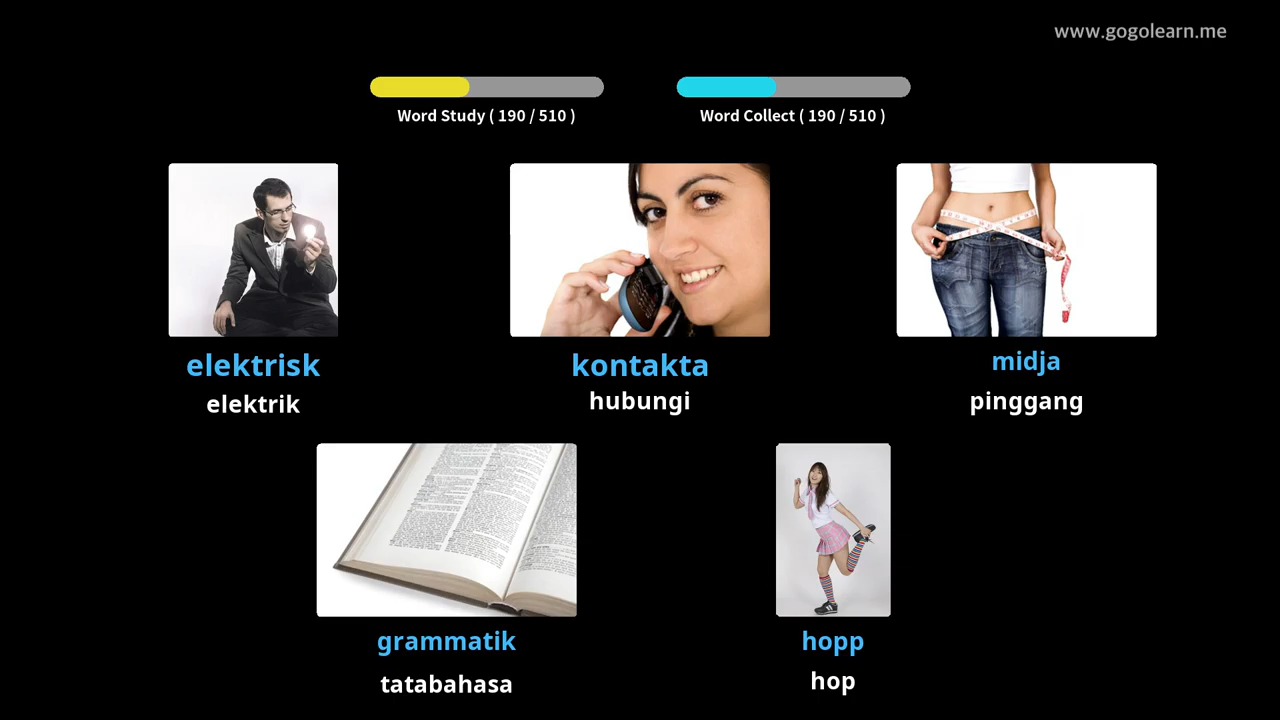 www.gogolearn.me
Word Study ( 190 / 510 )
Word Collect ( 190 / 510 )
elektrisk
elektrik
kontakta
hubungi
midja
pinggang
grammatik
tatabahasa
hopp
hop